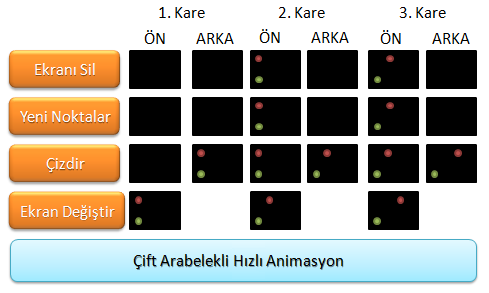 1. Kare 2. Kare 3. Kare
ÖN ARKA ÖN ARKA ÖN ARKA
Ekranı Sil
Yeni Noktalar
Çizdir
Ekran Değiştir
Çift Arabelekli Hızlı Animasyon